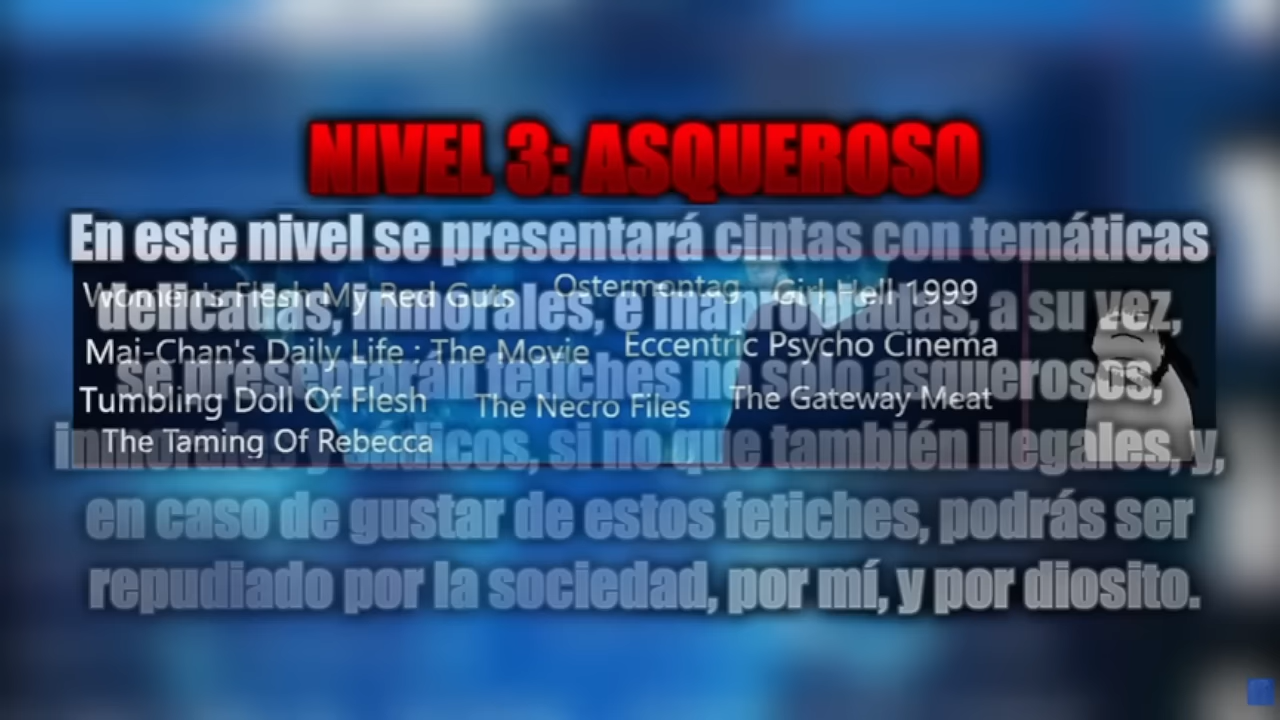 NIVEL 3: ASQUEROSO
En este nivel se presentará cintas con temáticas
delicadas, inmorales, e inapropiadas, a su vez,
se presentarán fetiches no solo asquerosos,
y sádicos, si no que también ilegales, y,
en caso de gustar de estos fetiches, podrás ser
repudiado por la sociedad, por mí, y por diosito.
Women's Flesh My Red Guts Ostermontag Girl Hell 1999
Mai-Chan's Daily Life : The Movie Eccentric Psycho Cinema
Tumbling Doll Of Flesh The Necro Files The Gateway Meat
The Taming Of Rebecca